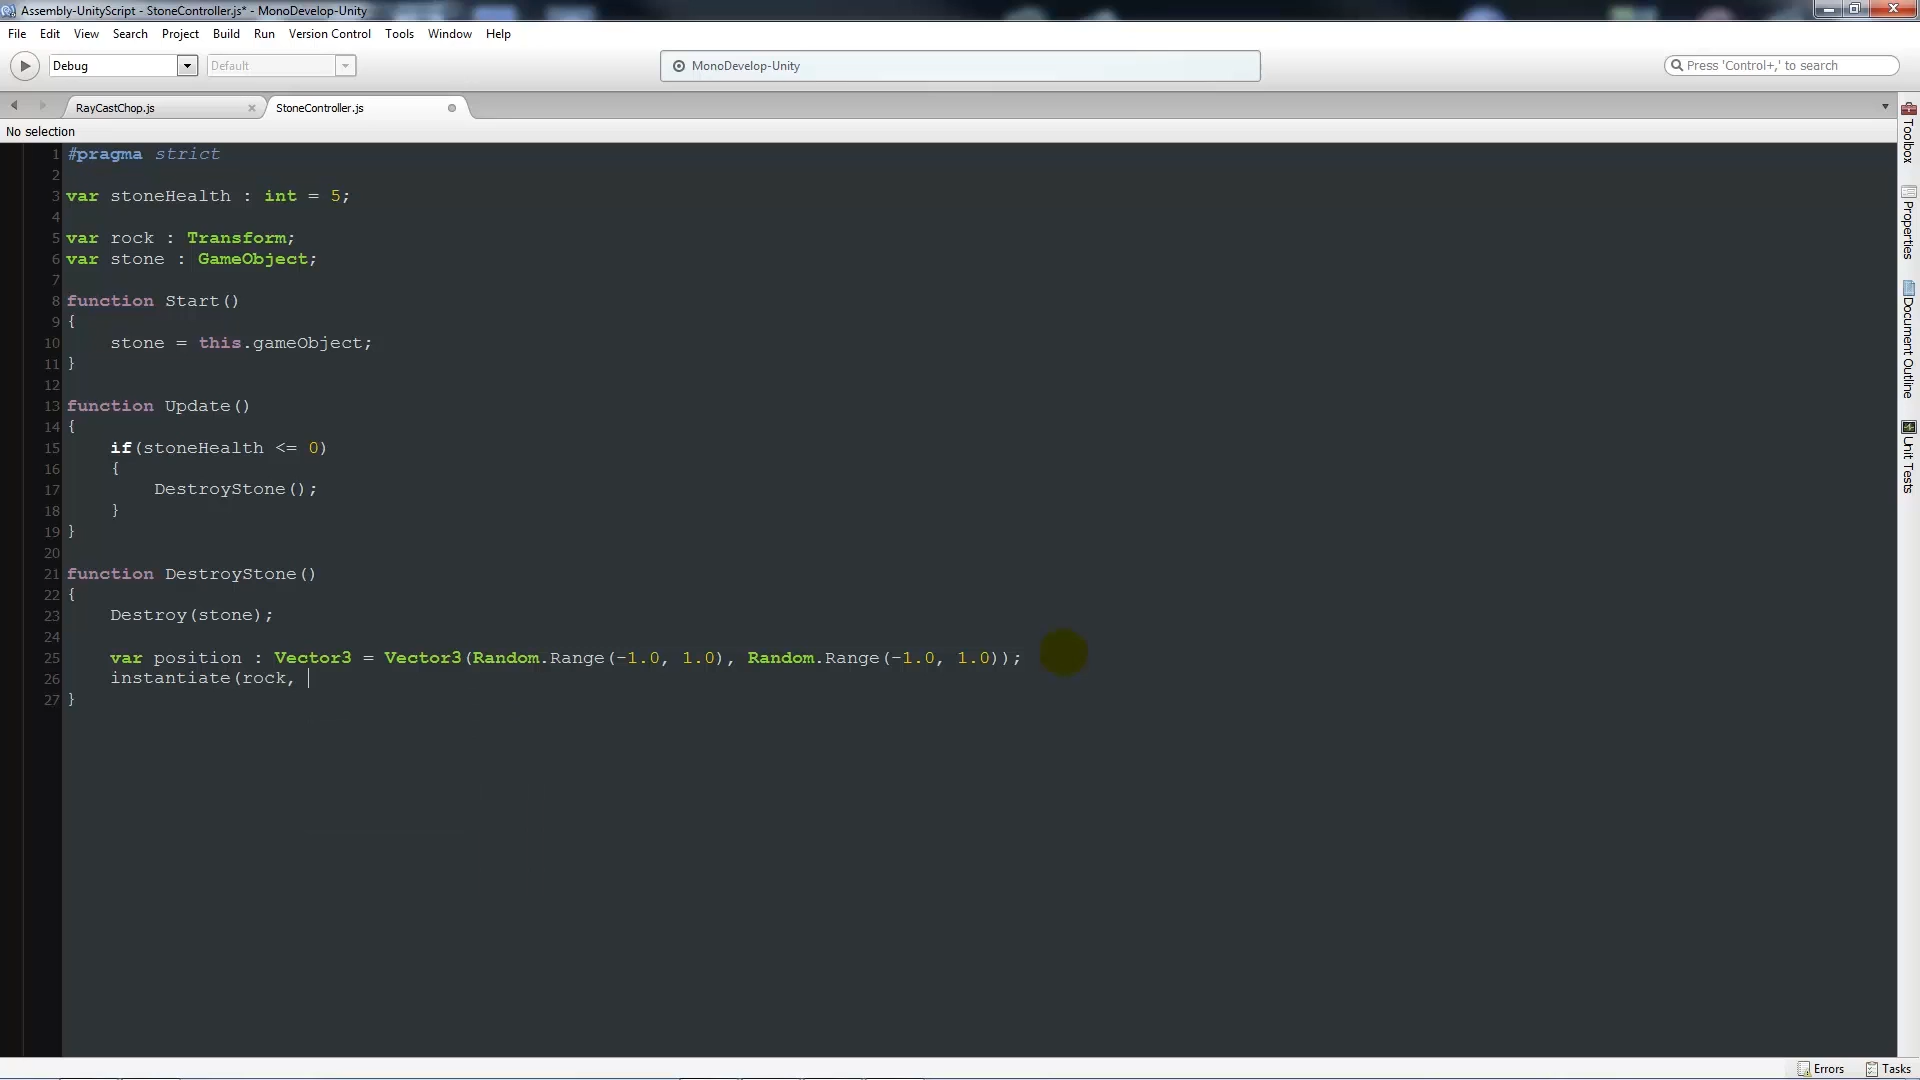 Assembly-UnityScript - StoneController.js* - MonoDevelop-Unity
File Edit View Search Project Build Run Version Control Tools Window Help
Debug Default MonoDevelop-Unity Press 'Control+,' to search
RayCastChop.js StoneController.js
No selection
1 #pragma strict
2
3 var stoneHealth : int = 5;
4
5 var rock : Transform;
6 var stone : GameObject;
7
8 function Start()
9 {
10 stone = this.gameObject;
11 }
12
13 function Update()
14 {
15 if(stoneHealth <= 0)
16 {
17 DestroyStone();
18 }
19 }
20
21 function DestroyStone()
22 {
23 Destroy(stone);
24
25 var position : Vector3 = Vector3(Random.Range(-1.0, 1.0), Random.Range(-1.0, 1.0));
26 instantiate(rock,
27 }
Toolbox
Properties
Document Outline
Unit Tests
Errors Tasks